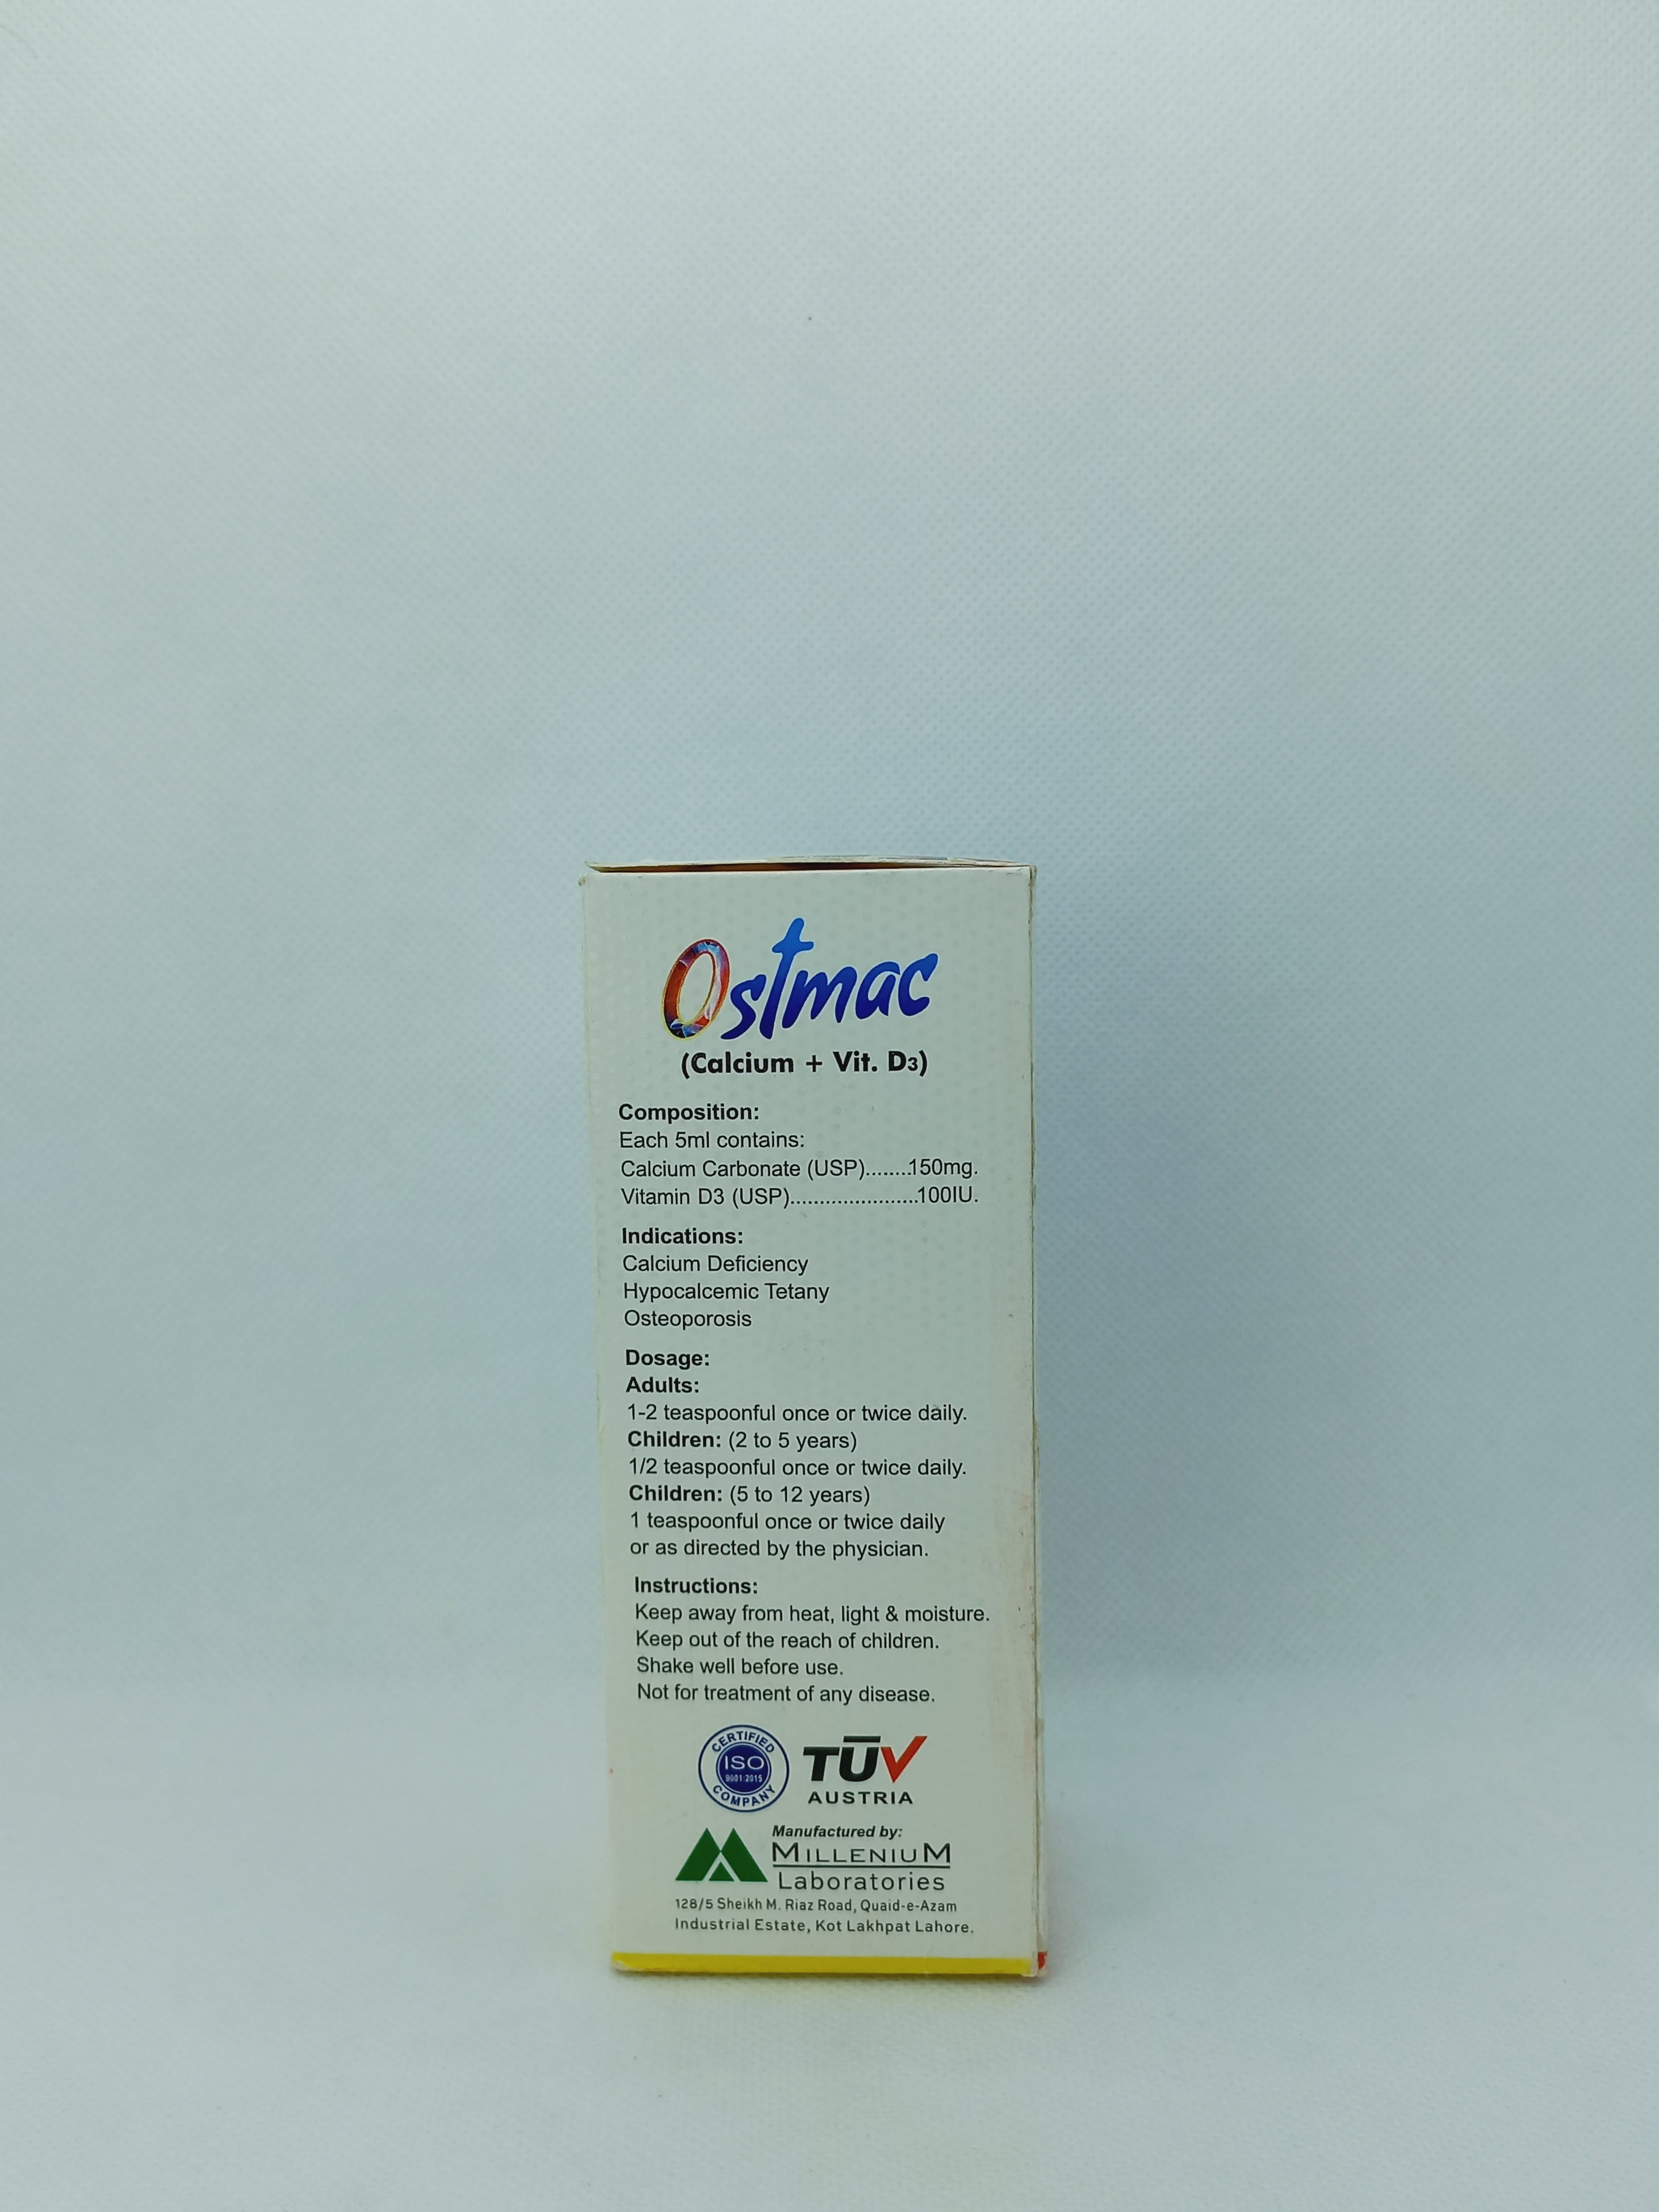 Ostmac
(Calcium + Vit. D3)
Composition:
Each 5ml contains:
Calcium Carbonate (USP).......150mg.
Vitamin D3 (USP)......................100IU.
Indications:
Calcium Deficiency
Hypocalcemic Tetany
Osteoporosis
Dosage:
Adults:
1-2 teaspoonful once or twice daily.
Children: (2 to 5 years)
1/2 teaspoonful once or twice daily.
Children: (5 to 12 years)
1 teaspoonful once or twice daily
or as directed by the physician.
Instructions:
Keep away from heat, light & moisture.
Keep out of the reach of children.
Shake well before use.
Not for treatment of any disease.
CERTIFIED
ISO
9001:2015
COMPANY
TÜV
AUSTRIA
Manufactured by:
MILLENIUM
Laboratories
128/5 Sheikh M. Riaz Road, Quaid-e-Azam
Industrial Estate, Kot Lakhpat Lahore.